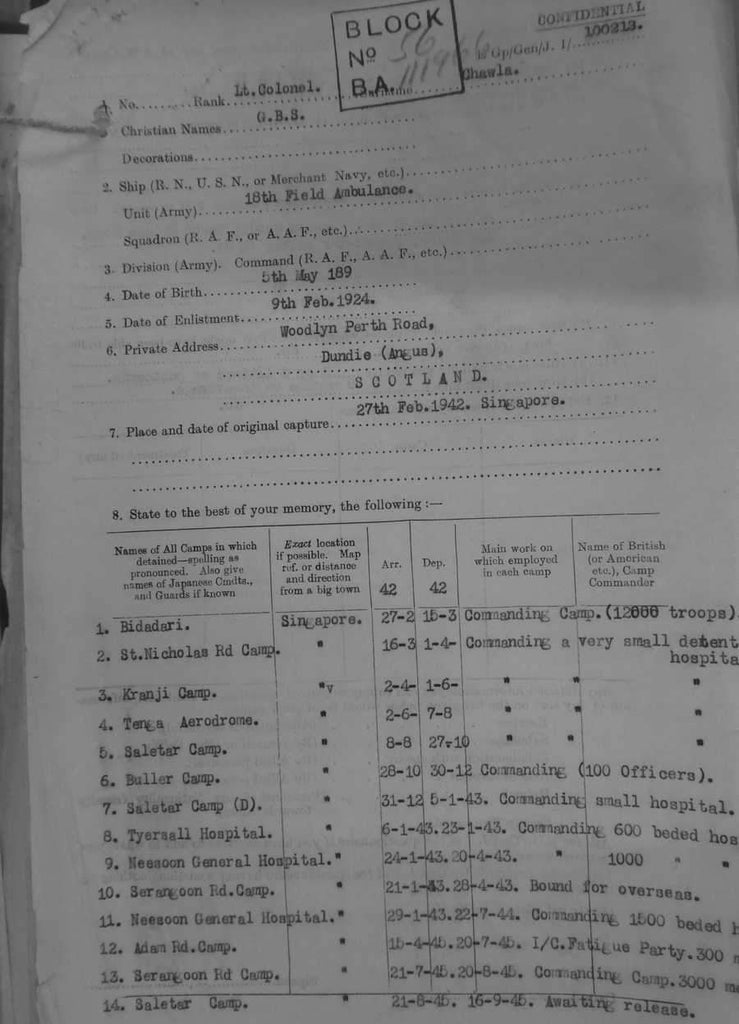 CONFIDENTIAL
BLOCK
No 56
BA
Gp/Gen/J. I/ 100213.
1. No......... Rank Lt.Colonel. Chawla.
Christian Names G.B.S.
Decorations
2. Ship (R. N., U. S. N., or Merchant Navy, etc.)
Unit (Army) 18th Field Ambulance.
Squadron (R. A F., or A. A. F., etc.)
3. Division (Army). Command (R. A. F., A. A. F., etc.)
4. Date of Birth 5th May 189
5. Date of Enlistment 9th Feb.1924.
6. Private Address Woodlyn Perth Road,
Dundie (Angus),
S C O T L A N D.
7. Place and date of original capture 27th Feb.1942. Singapore.
8. State to the best of your memory, the following :—
Names of All Camps in which detained—spelling as pronounced. Also give names of Japanese Cmdts., and Guards if known
Exact location if possible. Map ref. or distance and direction from a big town
Arr. 42
Dep. 42
Main work on which employed in each camp
Name of British (or American etc.), Camp Commander
1. Bidadari. Singapore. 27-2 15-3 Commanding Camp.(12000 troops)
2. St.Nicholas Rd Camp. " 16-3 1-4- Commanding a very small detent
hospita
3. Kranji Camp. "v 2-4- 1-6- " " "
4. Tenga Aerodrome. " 2-6- 7-8 " " "
5. Saletar Camp. " 8-8 27-10 " " "
6. Buller Camp. " 28-10 30-12 Commanding (100 Officers).
7. Saletar Camp (D). " 31-12 5-1-43. Commanding small hospital.
8. Tyersall Hospital. " 6-1-43. 23-1-43. Commanding 600 beded hos
9. Neesoon General Hospital. " 24-1-43. 20-4-43. " 1000 " "
10. Serangoon Rd.Camp. " 21-1-43. 28-4-43. Bound for overseas.
11. Neesoon General Hospital. " 29-1-43. 22-7-44. Commanding 1500 beded h
12. Adam Rd.Camp. " 15-4-45. 20-7-45. I/C.Fatigue Party.300 m
13. Serangoon Rd Camp. " 21-7-45. 20-8-45. Commanding Camp.3000 me
14. Saletar Camp. " 21-8-45. 16-9-45. Awaiting release.